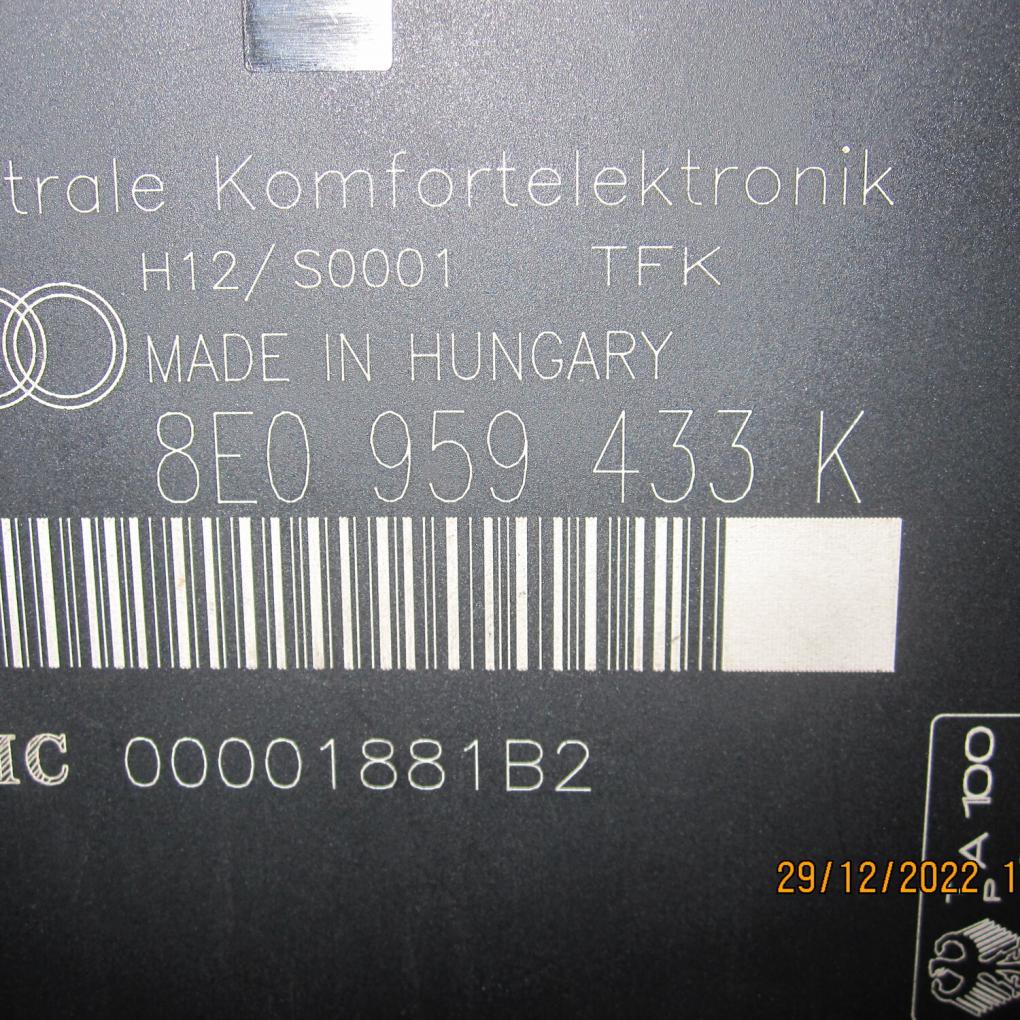 trale Komfortelektronik
H12/S0001 TFK
MADE IN HUNGARY
8E0 959 433 K
IC 00001881B2
PA 100
29/12/2022 1